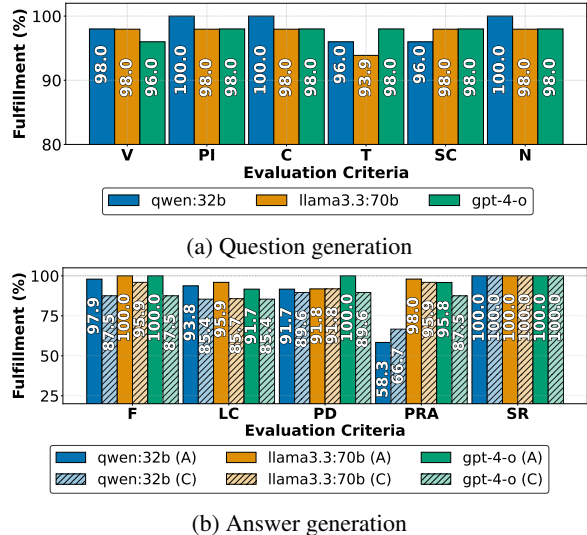 100
90
80
Fulfillment (%)
98.0 98.0 96.0 100.0 98.0 98.0 100.0 98.0 98.0 96.0 93.9 98.0 96.0 98.0 98.0 100.0 98.0 98.0
V PI C T SC N
Evaluation Criteria
qwen:32b llama3.3:70b gpt-4-o
(a) Question generation
100
75
50
25
Fulfillment (%)
97.9 87.5 100.0 95.9 100.0 87.5 93.8 85.4 95.9 85.7 91.7 85.4 91.7 89.6 91.8 91.8 100.0 89.6 58.3 66.7 98.0 95.9 95.8 87.5 100.0 100.0 100.0 100.0 100.0 100.0
F LC PD PRA SR
Evaluation Criteria
qwen:32b (A) llama3.3:70b (A) gpt-4-o (A)
qwen:32b (C) llama3.3:70b (C) gpt-4-o (C)
(b) Answer generation